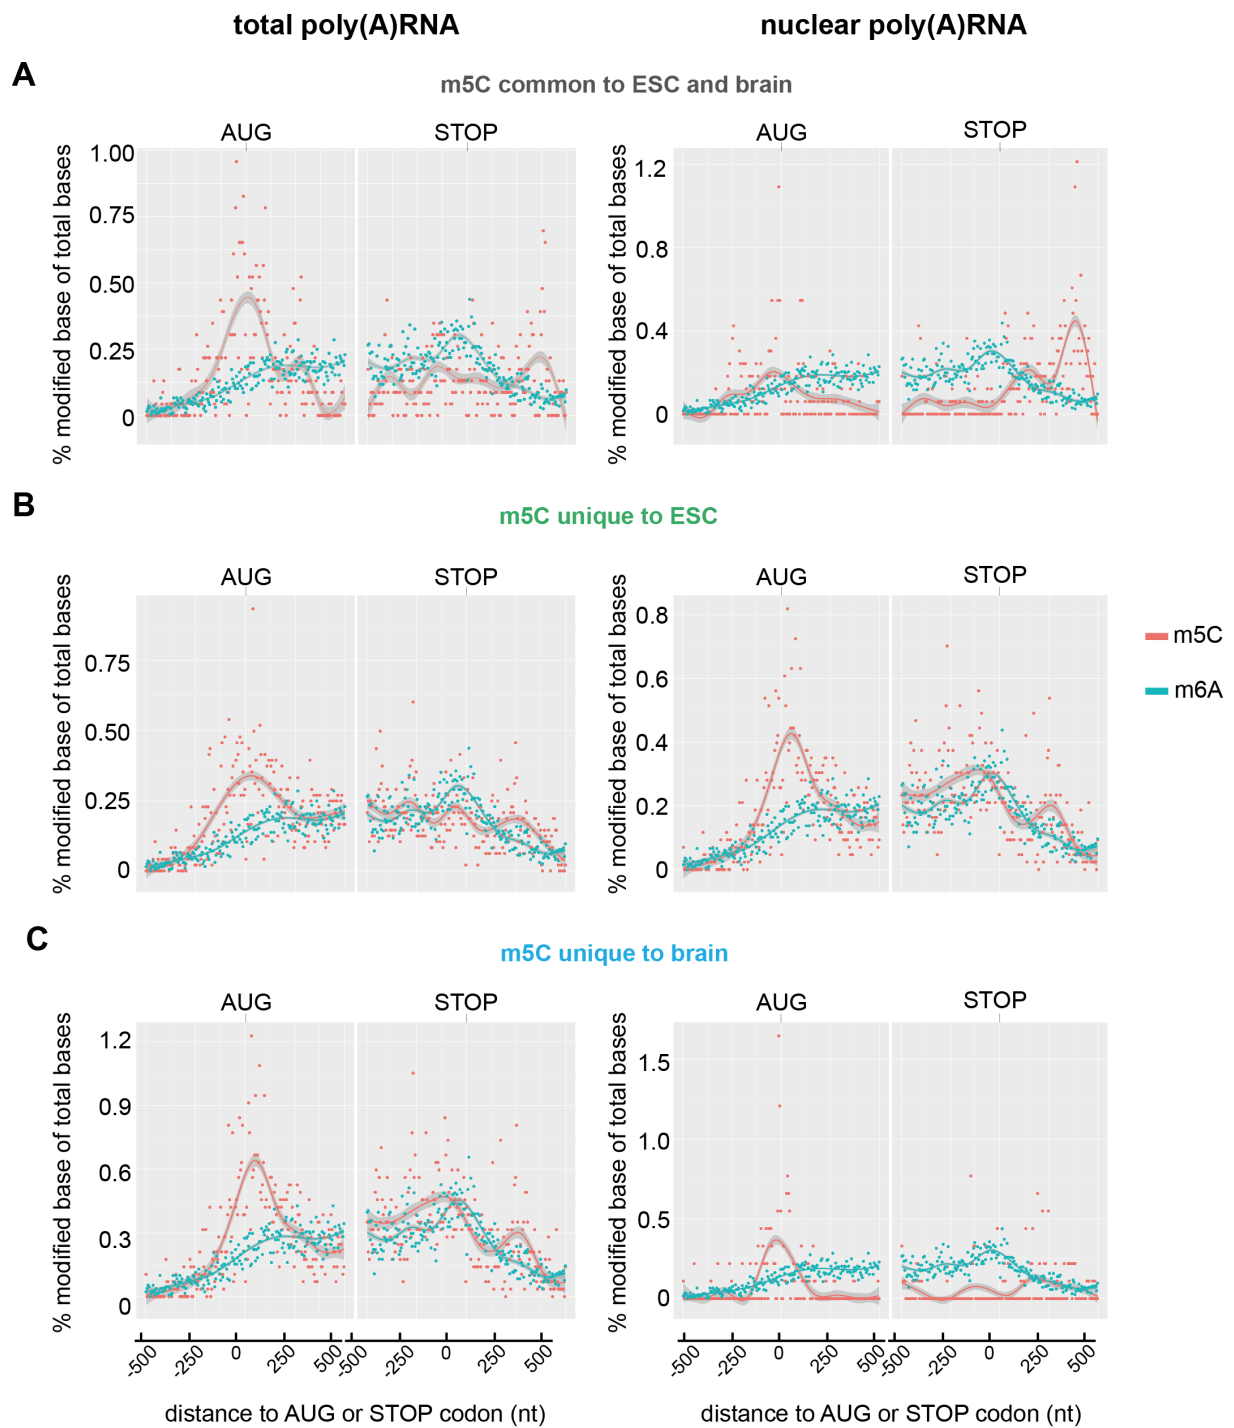 total poly(A)RNA
nuclear poly(A)RNA
A
m5C common to ESC and brain
AUG
STOP
AUG
STOP
% modified base of total bases
1.00
0.75
0.50
0.25
0
% modified base of total bases
1.2
0.8
0.4
0
B
m5C unique to ESC
AUG
STOP
AUG
STOP
% modified base of total bases
0.75
0.50
0.25
0
% modified base of total bases
0.8
0.6
0.4
0.2
0
m5C
m6A
C
m5C unique to brain
AUG
STOP
AUG
STOP
% modified base of total bases
1.2
0.9
0.6
0.3
0
% modified base of total bases
1.5
1.0
0.5
0
-500 -250 0 250 500 -500 -250 0 250 500
-500 -250 0 250 500 -500 -250 0 250 500
distance to AUG or STOP codon (nt)
distance to AUG or STOP codon (nt)